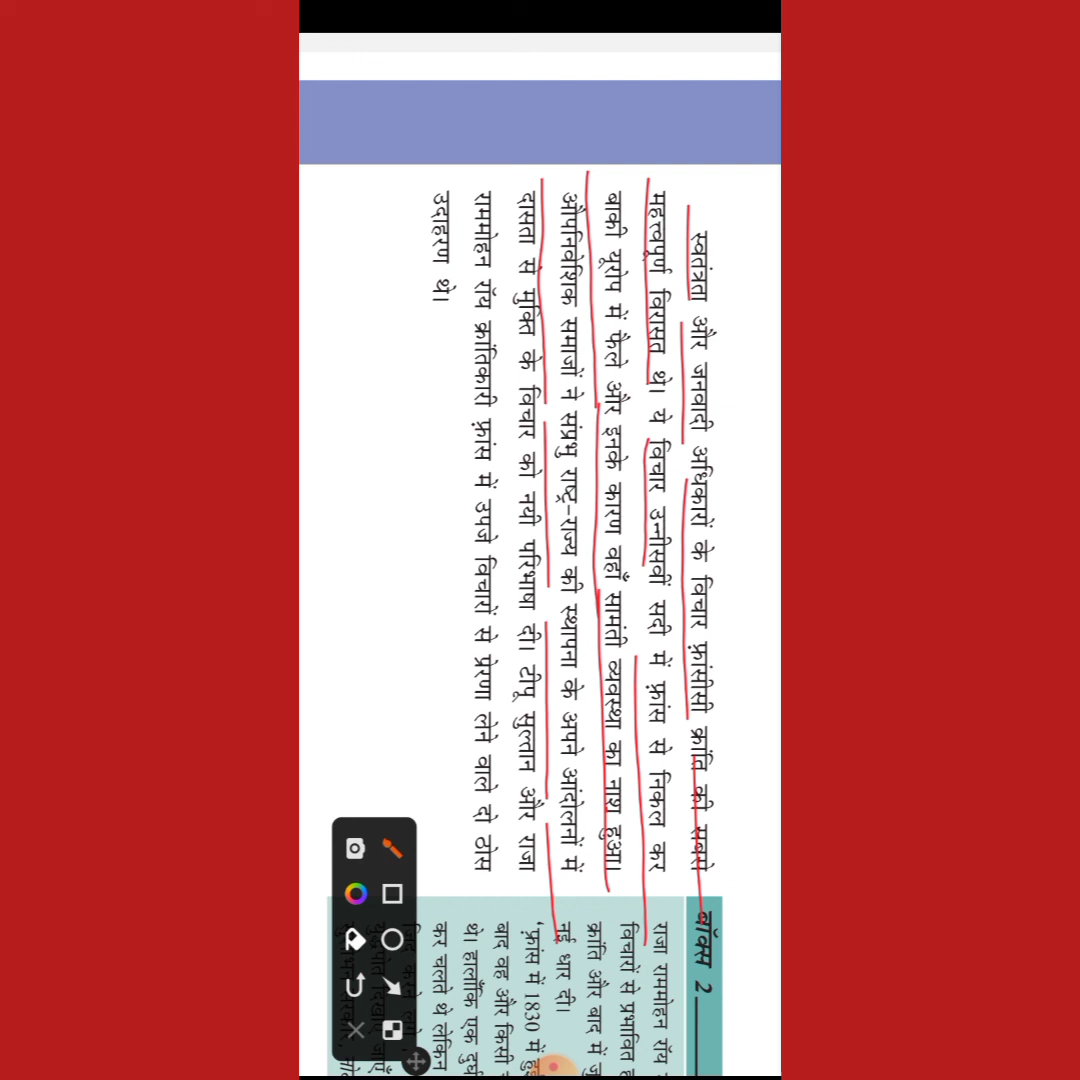 स्वतंत्रता और जनवादी अधिकारों के विचार फ़्रांसीसी क्रांति की सबसे
महत्त्वपूर्ण विरासत थे। ये विचार उन्नीसवीं सदी में फ़्रांस से निकल कर
बाकी यूरोप में फैले और इनके कारण वहाँ सामंती व्यवस्था का नाश हुआ।
औपनिवेशिक समाजों ने संप्रभु राष्ट्र-राज्य की स्थापना के अपने आंदोलनों में
दासता से मुक्ति के विचार को नयी परिभाषा दी। टीपू सुल्तान और राजा
राममोहन रॉय क्रांतिकारी फ़्रांस में उपजे विचारों से प्रेरणा लेने वाले दो ठोस
उदाहरण थे।
बॉक्स 2
राजा राममोहन रॉय
विचारों से प्रभावित
क्रांति और बाद में
नई धार दी।
'फ़्रांस में 1830 में
बाद वह और किसी
थे। हालाँकि एक
कर चलते थे लेकिन